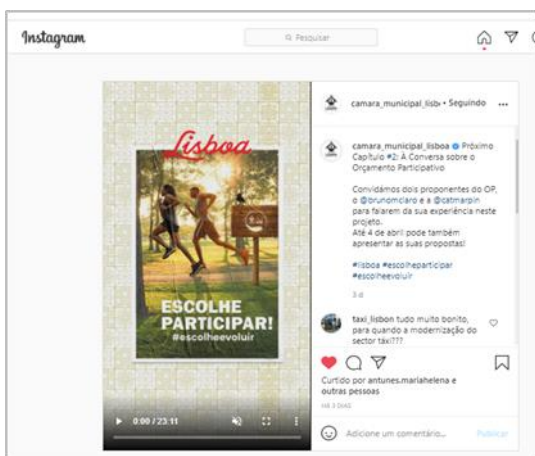 Instagram
Pesquisar
Lisboa
ESCOLHE
PARTICIPAR!
#escolheevoluir
0:00 / 23:11
camara_municipal_lisb • Seguindo
camara_municipal_lisboa Próximo
Capítulo #2: À Conversa sobre o
Orçamento Participativo
Convidámos dois proponentes do OP,
o @brunomclaro e a @catmarpin
para falarem da sua experiência neste
projeto.
Até 4 de abril pode também
apresentar as suas propostas!
#lisboa #escolheparticipar
#escolheevoluir
3 d
taxi_lisbon tudo muito bonito,
para quando a modernização do
sector táxi???
Curtido por antunes.mariahelena e
outras pessoas
HÁ 3 DIAS
Adicione um comentário...
Publicar